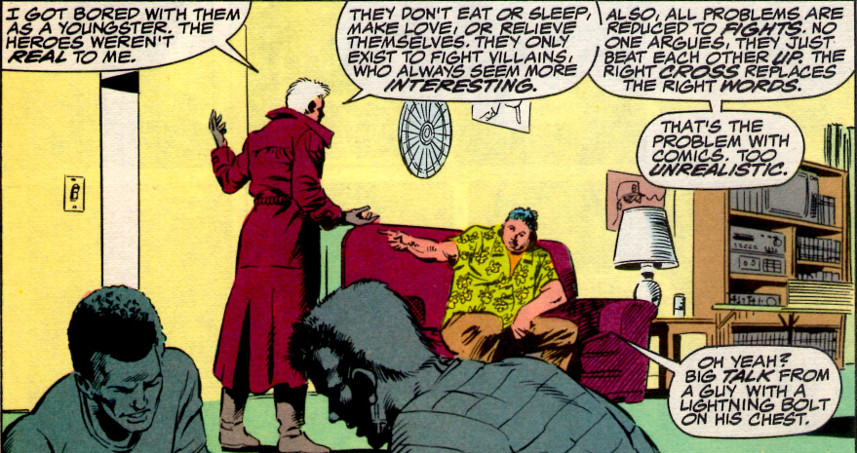 I GOT BORED WITH THEM
AS A YOUNGSTER. THE
HEROES WEREN'T
REAL TO ME.
THEY DON'T EAT OR SLEEP,
MAKE LOVE, OR RELIEVE
THEMSELVES. THEY ONLY
EXIST TO FIGHT VILLAINS,
WHO ALWAYS SEEM MORE
INTERESTING.
ALSO, ALL PROBLEMS ARE
REDUCED TO FIGHTS. NO
ONE ARGUES, THEY JUST
BEAT EACH OTHER UP. THE
RIGHT CROSS REPLACES
THE RIGHT WORDS.
THAT'S THE
PROBLEM WITH
COMICS. TOO
UNREALISTIC.
OH YEAH?
BIG TALK FROM
A GUY WITH A
LIGHTNING BOLT
ON HIS CHEST.